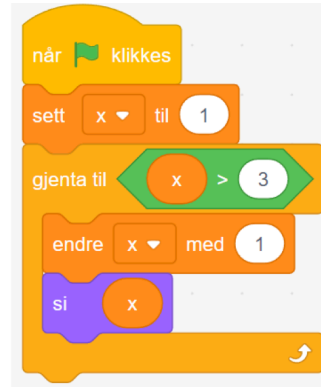 når klikkes
sett x til 1
gjenta til x > 3
endre x med 1
si x